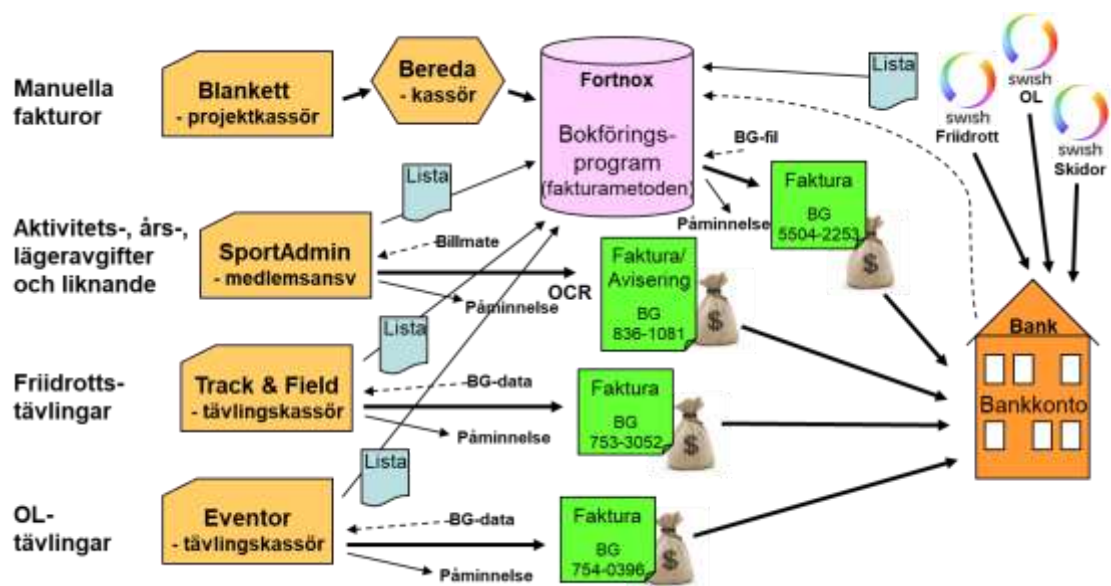 Manuella
fakturor
Blankett
- projektkassör
Bereda
- kassör
Fortnox
Bokförings-
program
(fakturametoden)
Lista
swish
Friidrott
swish
OL
swish
Skidor
BG-fil
Påminnelse
Faktura
BG
5504-2253
$
Lista
Aktivitets-, års-,
lägeravgifter
och liknande
SportAdmin
- medlemsansv
Billmate
OCR
Påminnelse
Faktura/
Avisering
BG
836-1081
$
Bank
Bankkonto
Lista
Friidrotts-
tävlingar
Track & Field
- tävlingskassör
BG-data
Påminnelse
Faktura
BG
753-3052
$
Lista
OL-
tävlingar
Eventor
- tävlingskassör
BG-data
Påminnelse
Faktura
BG
754-0396
$